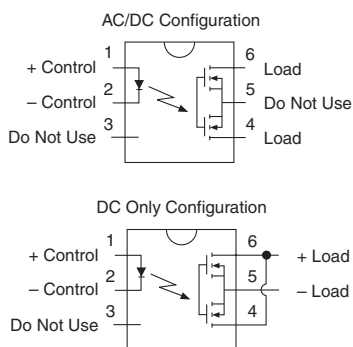 AC/DC Configuration
1
6
+ Control
Load
2
5
– Control
Do Not Use
3
4
Do Not Use
Load
DC Only Configuration
1
6
+ Control
+ Load
2
5
– Control
– Load
3
4
Do Not Use